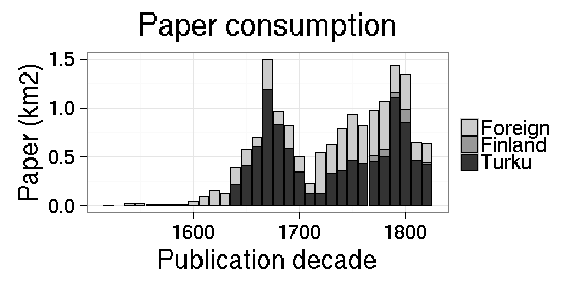 Paper consumption
Paper (km2)
1.5
1.0
0.5
0.0
1600 1700 1800
Publication decade
Foreign
Finland
Turku